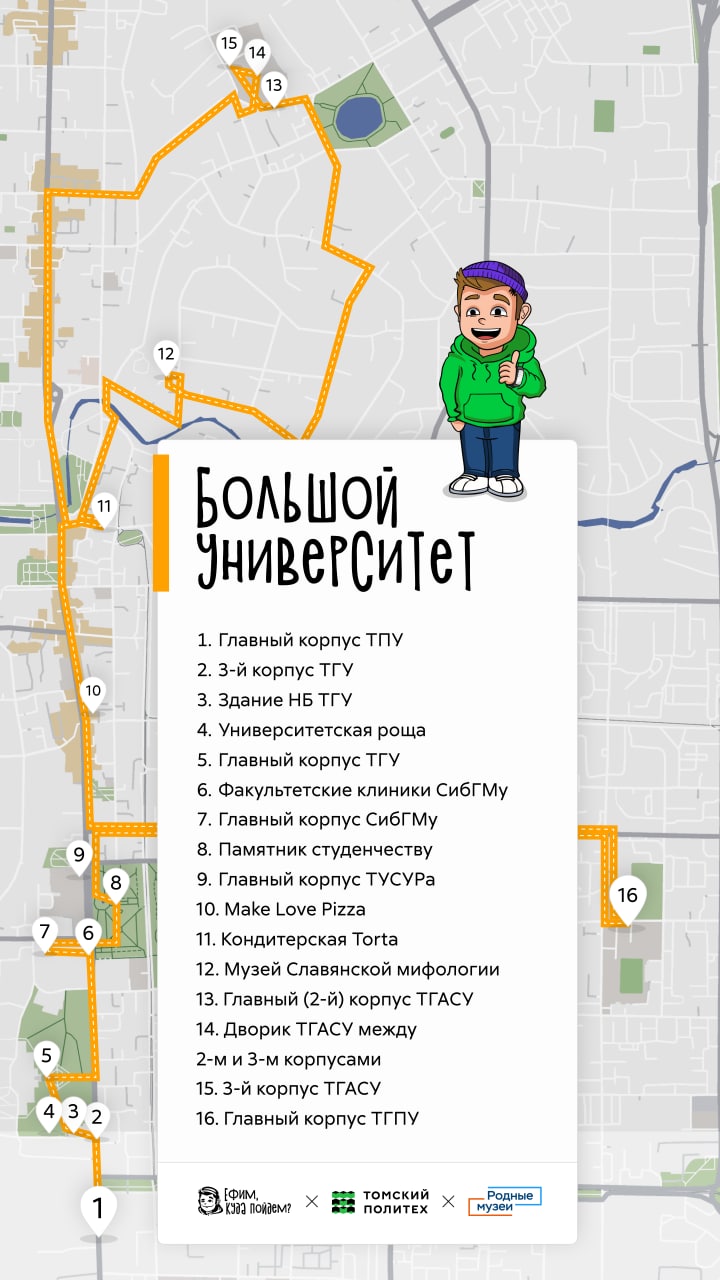 15
14
13
12
11
10
9
8
7
6
5
4
3
2
1
16
Большой
университет
1. Главный корпус ТПУ
2. 3-й корпус ТГУ
3. Здание НБ ТГУ
4. Университетская роща
5. Главный корпус ТГУ
6. Факультетские клиники СибГМу
7. Главный корпус СибГМу
8. Памятник студенчеству
9. Главный корпус ТУСУРа
10. Make Love Pizza
11. Кондитерская Torta
12. Музей Славянской мифологии
13. Главный (2-й) корпус ТГАСУ
14. Дворик ТГАСУ между
2-м и 3-м корпусами
15. 3-й корпус ТГАСУ
16. Главный корпус ТГПУ
Ефим,
куда пойдем?
×
ТОМСКИЙ
ПОЛИТЕХ
×
Родные
музеи